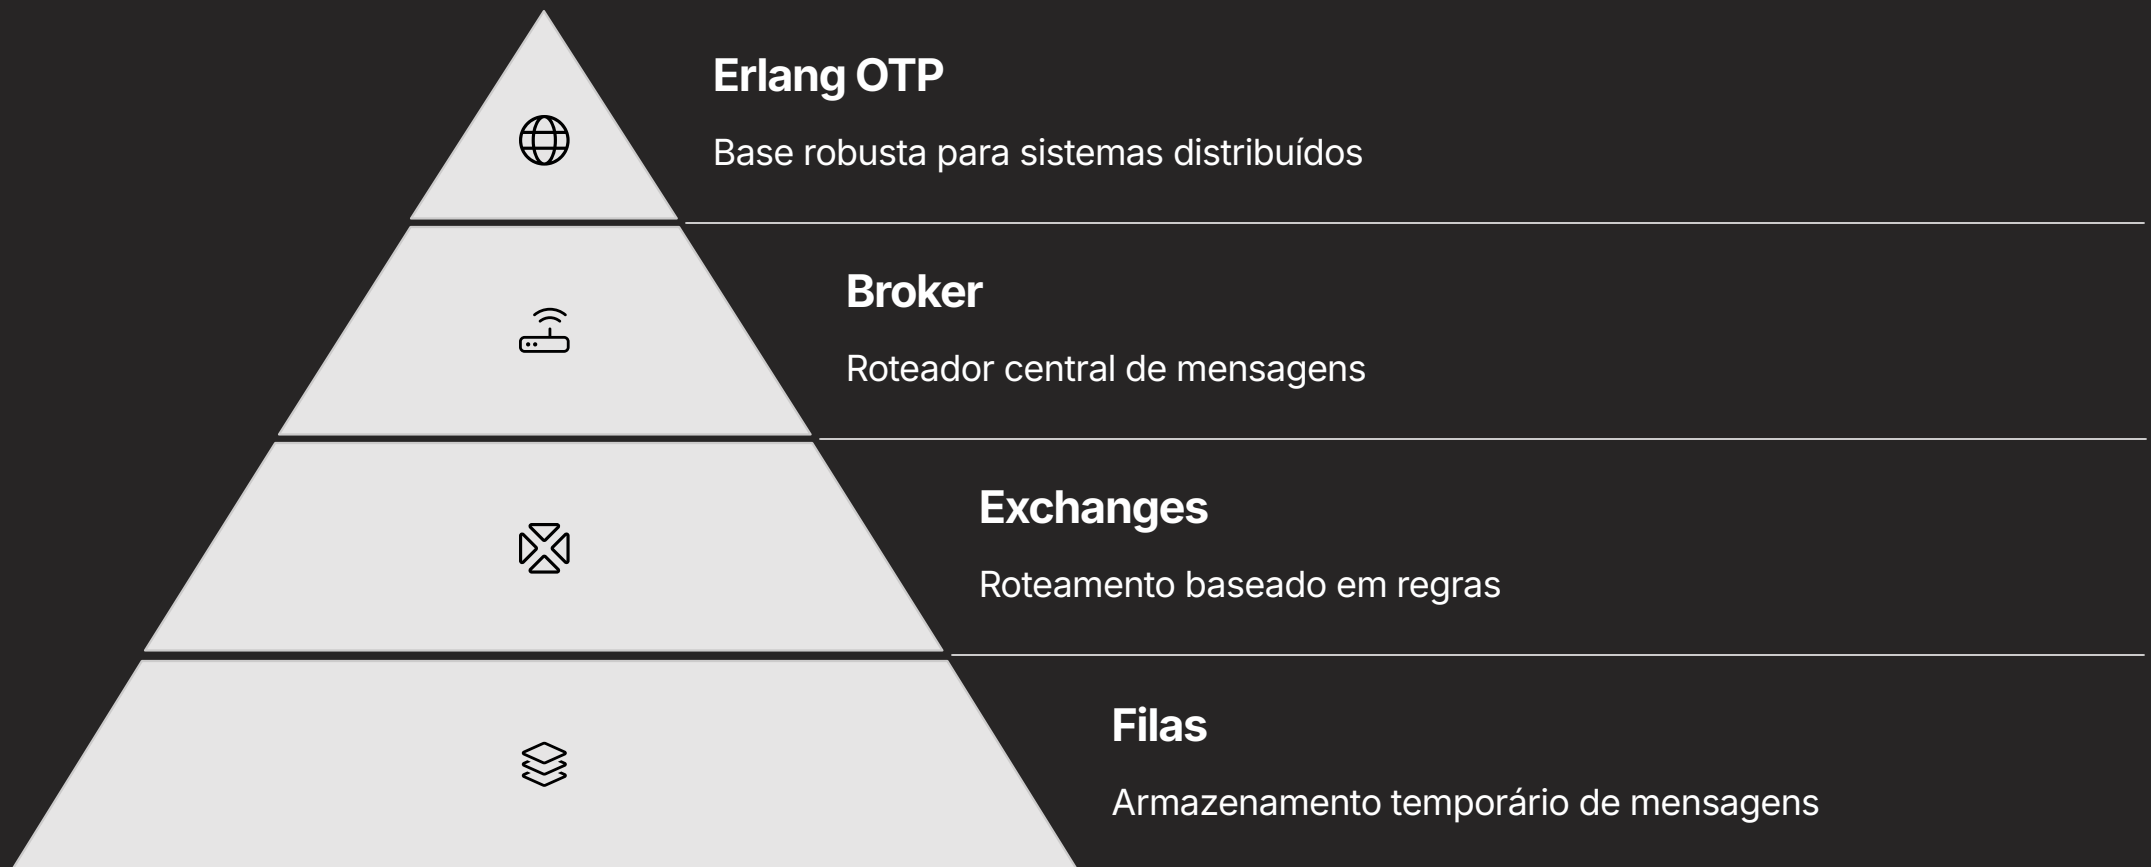 Erlang OTP
Base robusta para sistemas distribuídos
Broker
Roteador central de mensagens
Exchanges
Roteamento baseado em regras
Filas
Armazenamento temporário de mensagens